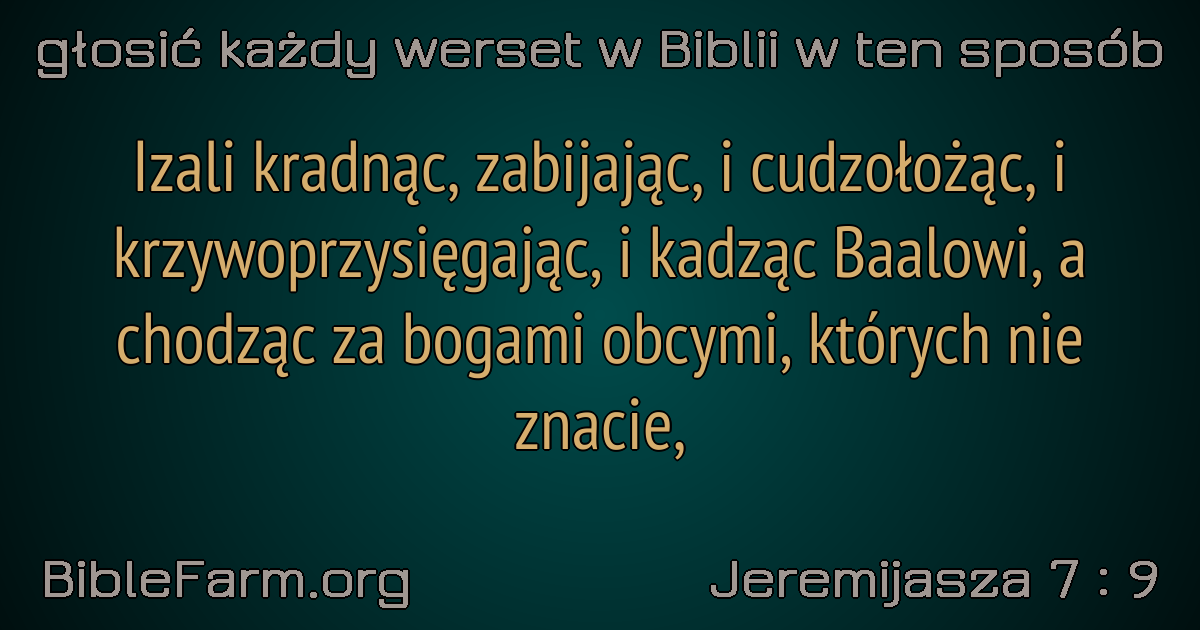 głosić każdy werset w Biblii w ten sposób
Izali kradnąc, zabijając, i cudzołożąc, i
krzywoprzysięgając, i kadząc Baalowi, a
chodząc za bogami obcymi, których nie
znacie,
BibleFarm.org
Jeremijasza 7 : 9